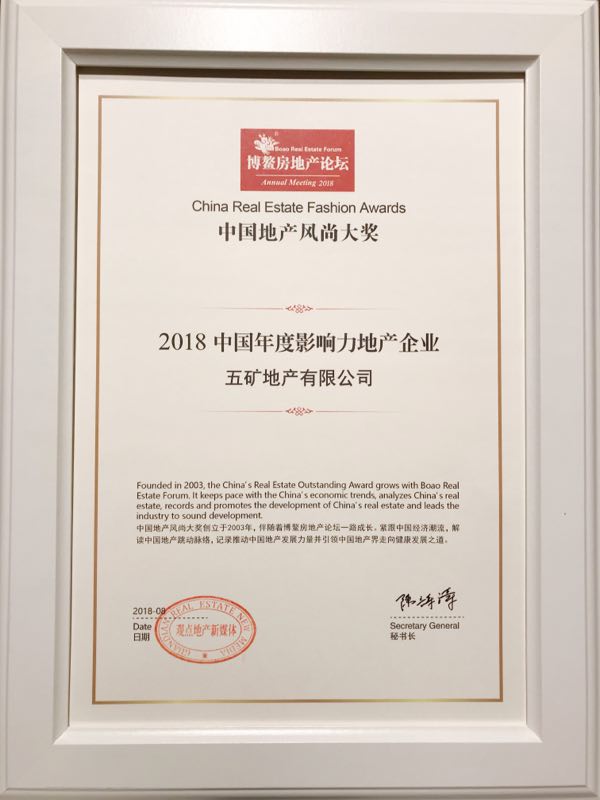 Boao Real Estate Forum
博鳌房地产论坛
Annual Meeting 2018
China Real Estate Fashion Awards
中国地产风尚大奖
2018 中国年度影响力地产企业
五矿地产有限公司
Founded in 2003, the China's Real Estate Outstanding Award grows with Boao Real
Estate Forum. It keeps pace with the China's economic trends, analyzes China's real
estate, records and promotes the development of China's real estate and leads the
industry to sound development.
中国地产风尚大奖创立于2003年，伴随着博鳌房地产论坛一路成长。紧跟中国经济潮流，解
读中国地产跳动脉络，记录推动中国地产发展力量并引领中国地产界走向健康发展之道。
2018-08
Date
日期
GUANDIAN REAL ESTATE NEW MEDIA
观点地产新媒体
Secretary General
秘书长